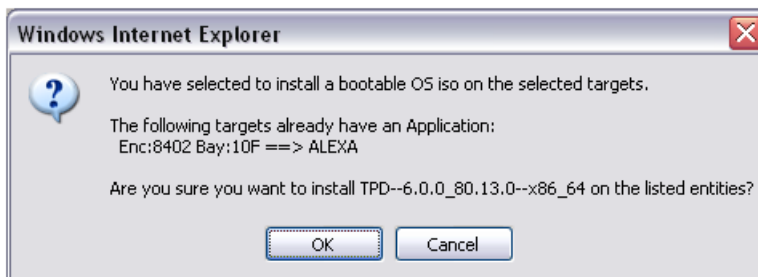 Windows Internet Explorer
You have selected to install a bootable OS iso on the selected targets.
The following targets already have an Application:
Enc:8402 Bay:10F ==> ALEXA
Are you sure you want to install TPD--6.0.0_80.13.0--x86_64 on the listed entities?
OK
Cancel